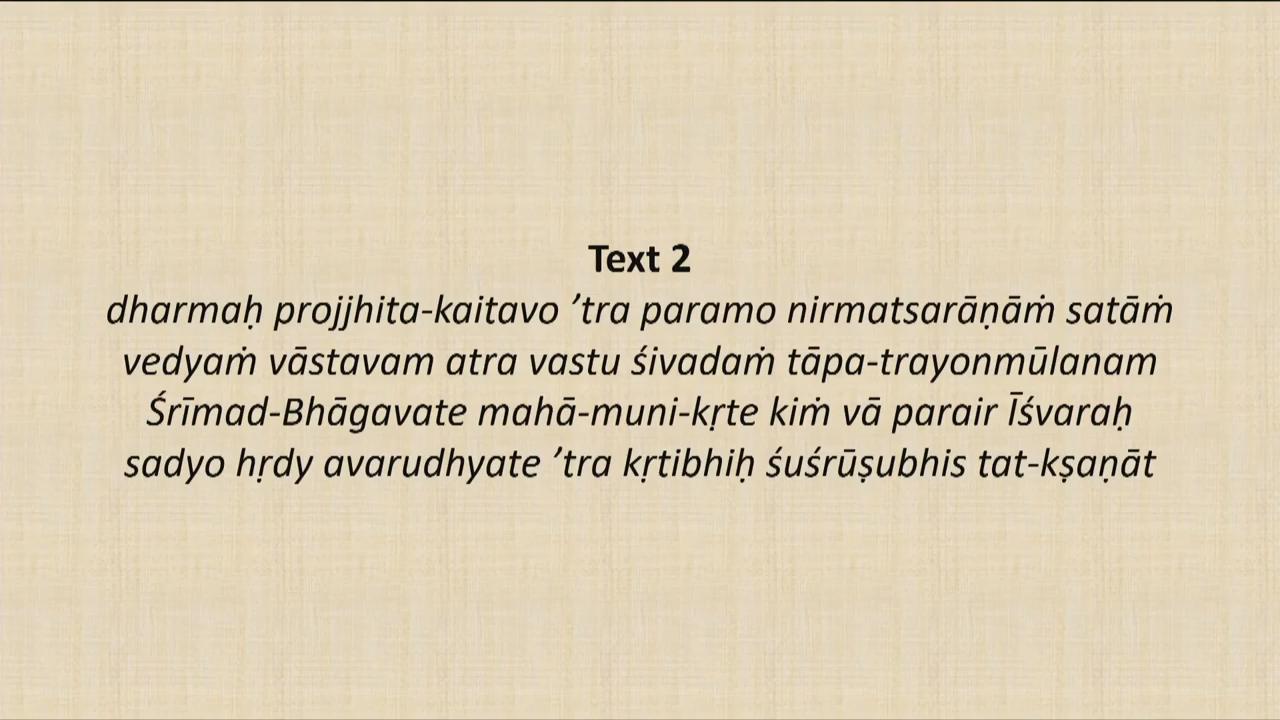 Text 2
dharmaḥ projjhita-kaitavo ’tra paramo nirmatsarāṇāṁ satāṁ
vedyaṁ vāstavam atra vastu śivadaṁ tāpa-trayonmūlanam
Śrīmad-Bhāgavate mahā-muni-kṛte kiṁ vā parair Īśvaraḥ
sadyo hṛdy avarudhyate ’tra kṛtibhiḥ śuśrūṣubhis tat-kṣaṇāt